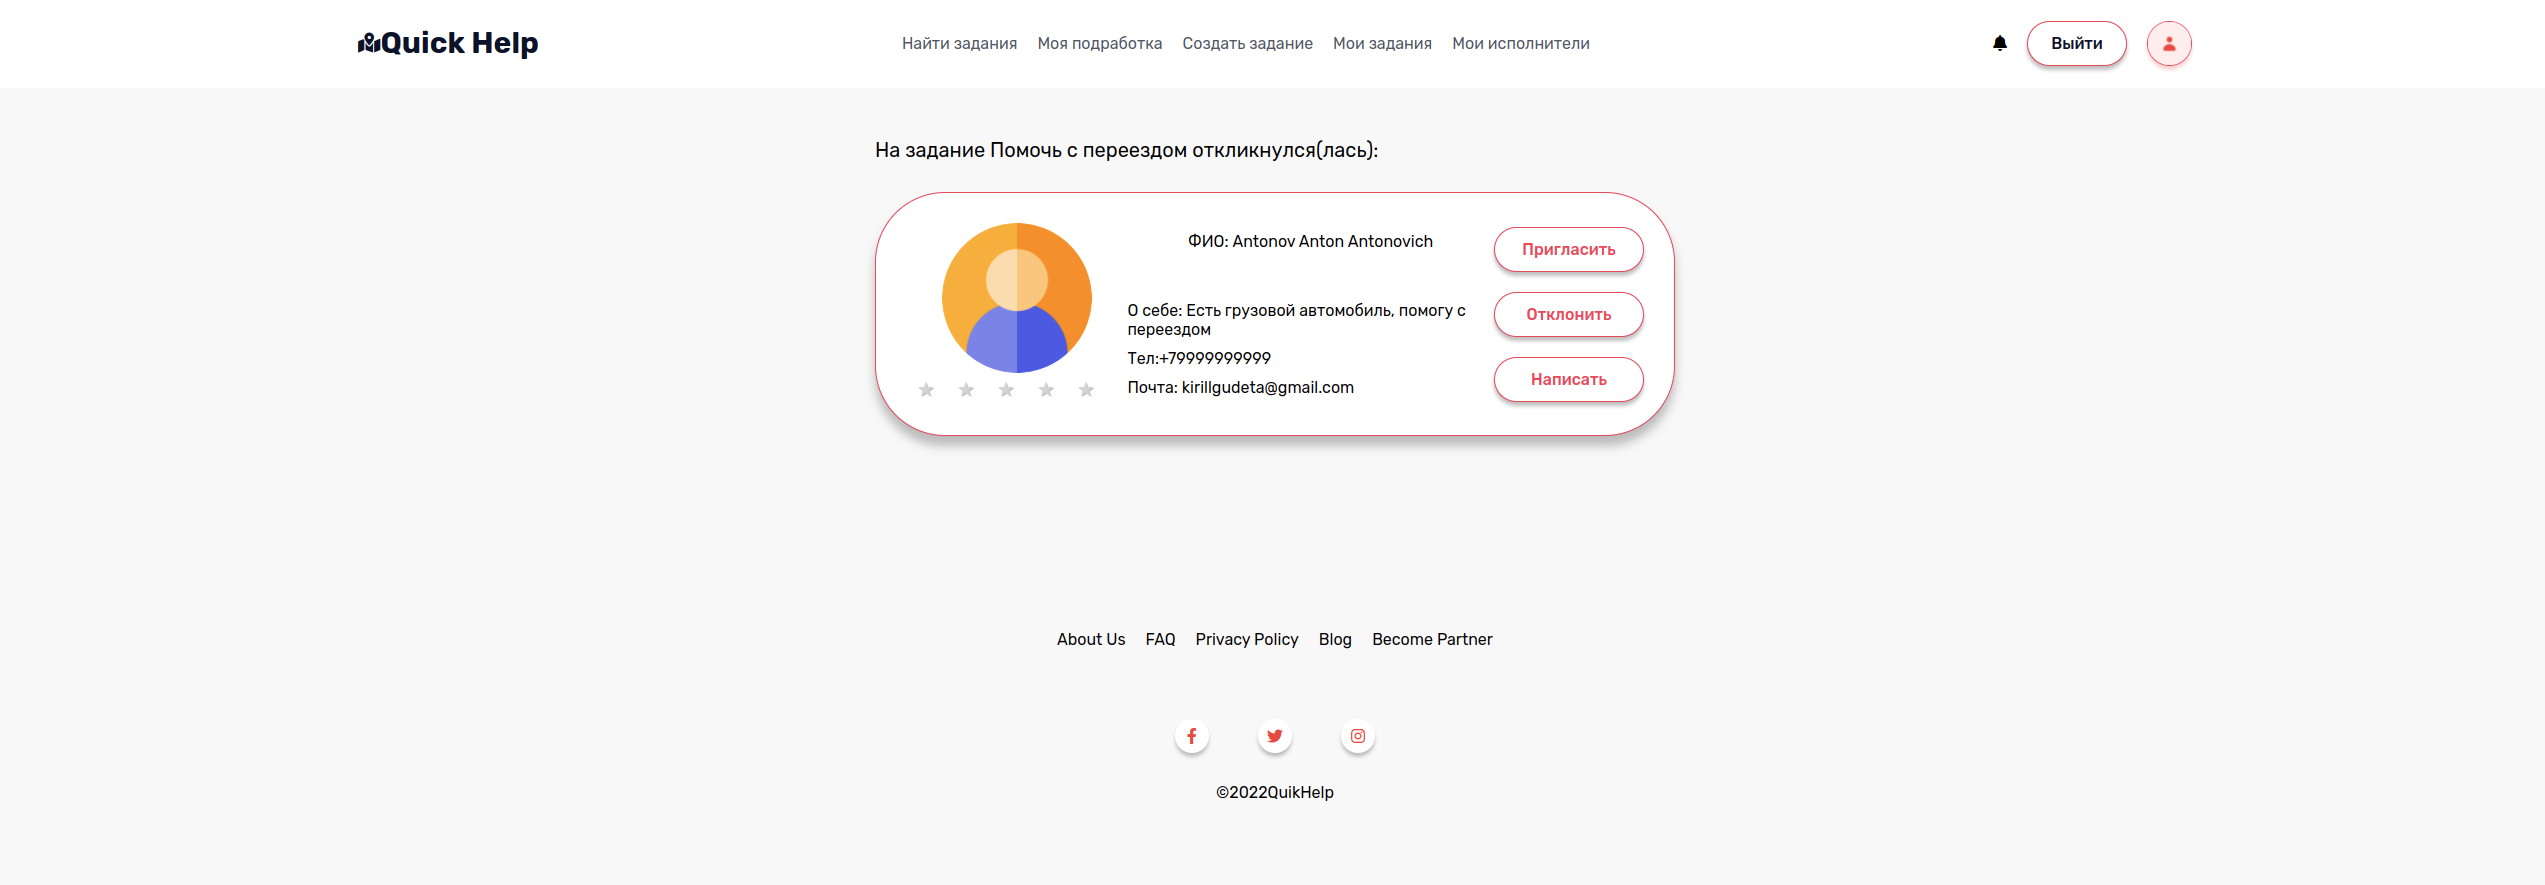 Quick Help
Найти задания Моя подработка Создать задание Мои задания Мои исполнители
Выйти
На задание Помочь с переездом откликнулся(лась):
ФИО: Antonov Anton Antonovich
О себе: Есть грузовой автомобиль, помогу с
переездом
Тел:+79999999999
Почта: kirillgudeta@gmail.com
Пригласить
Отклонить
Написать
About Us FAQ Privacy Policy Blog Become Partner
©2022QuikHelp